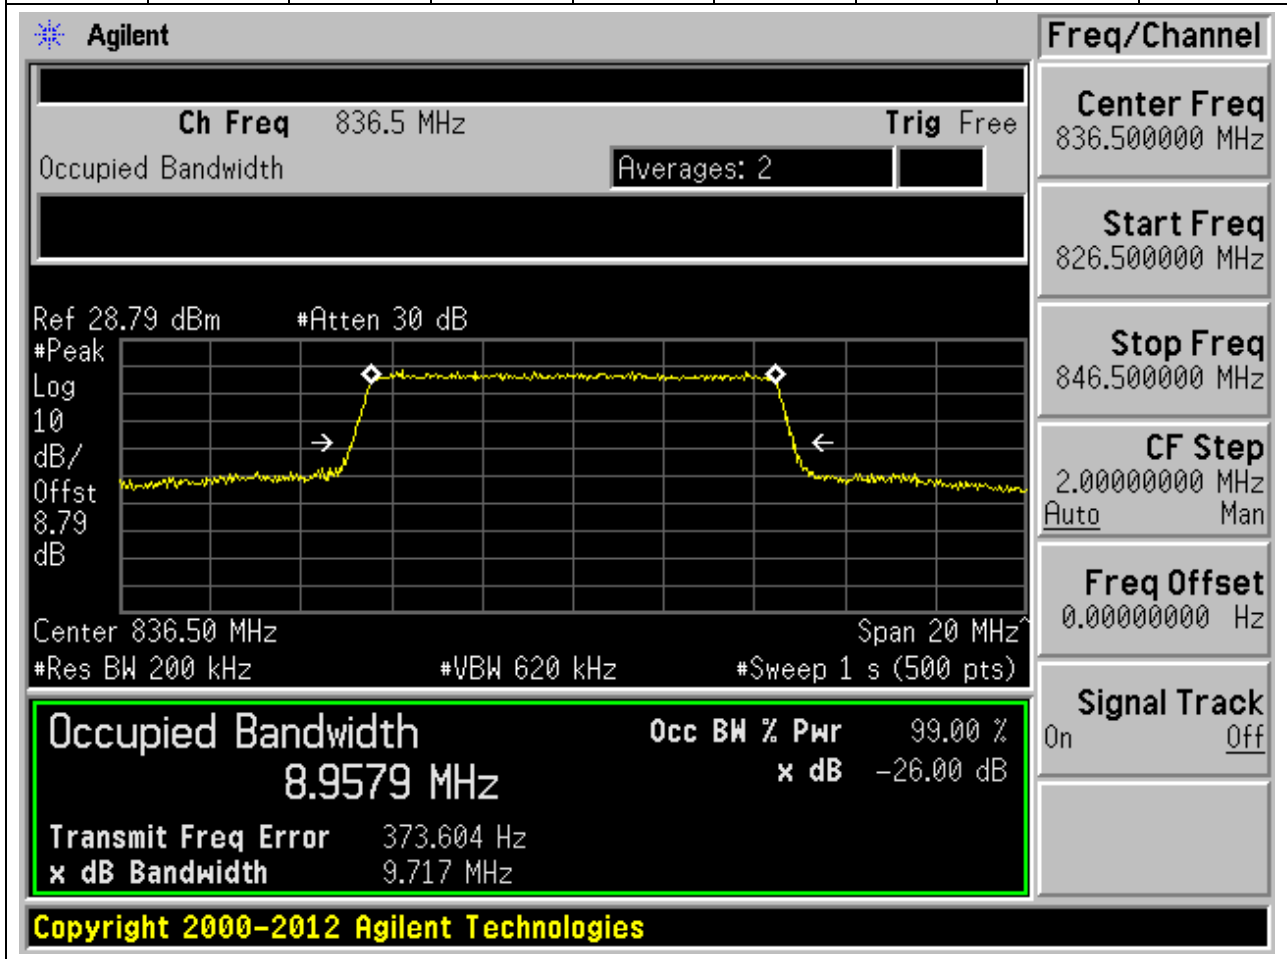 Agilent
Freq/Channel
Ch Freq 836.5 MHz Trig Free
Occupied Bandwidth Averages: 2
Center Freq
836.500000 MHz
Start Freq
826.500000 MHz
Stop Freq
846.500000 MHz
CF Step
2.00000000 MHz
Auto Man
Freq Offset
0.00000000 Hz
Signal Track
On Off
Ref 28.79 dBm #Atten 30 dB
#Peak
Log
10
dB/
Offst
8.79
dB
Center 836.50 MHz Span 20 MHz^
#Res BW 200 kHz #VBW 620 kHz #Sweep 1 s (500 pts)
Occupied Bandwidth Occ BW % Pwr 99.00 %
8.9579 MHz x dB -26.00 dB
Transmit Freq Error 373.604 Hz
x dB Bandwidth 9.717 MHz
Copyright 2000-2012 Agilent Technologies